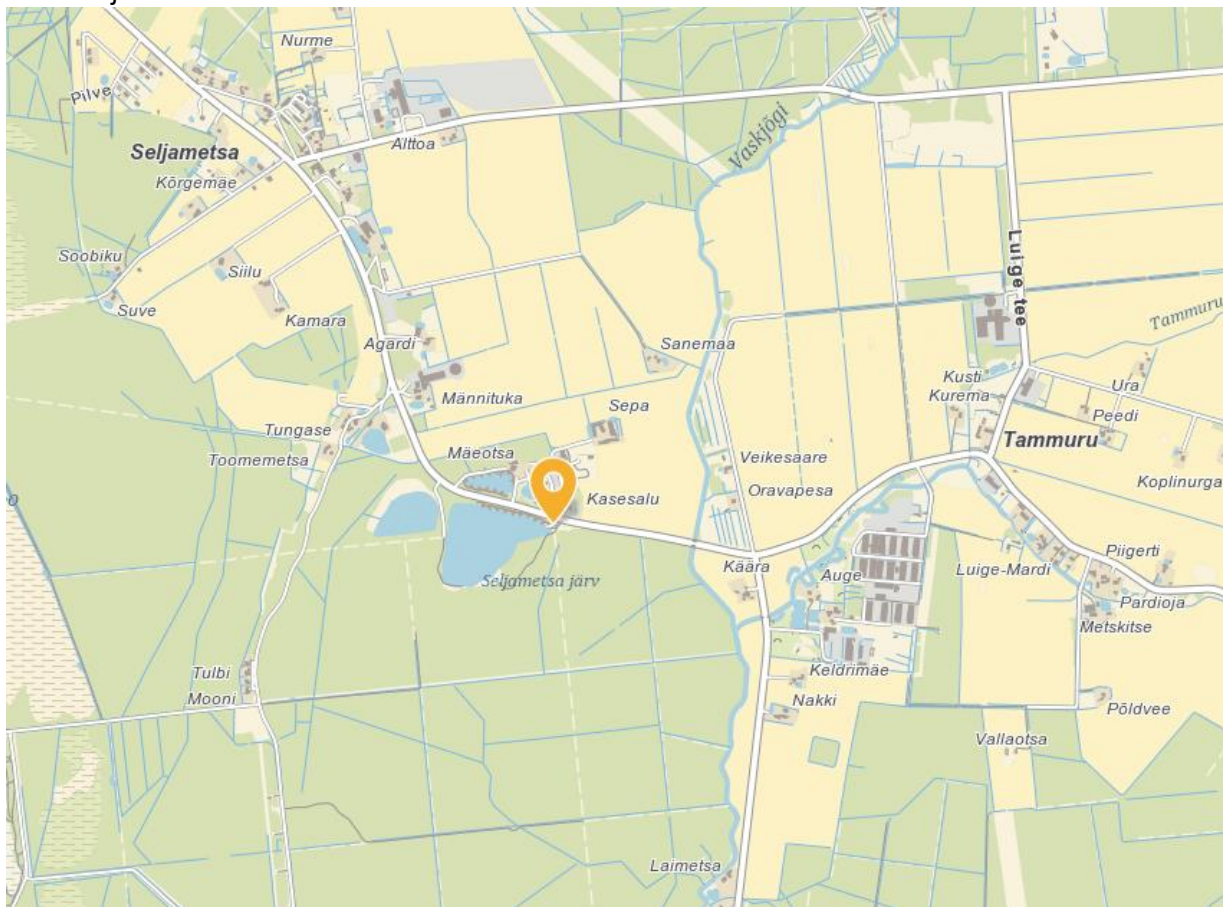 Nurme
Pilve
Alttoa
Vaskjõgi
Seljametsa
Kõrgemäe
Soobiku
Siilu
Suve
Kamara
Luige tee
Tammuru
Agardi
Sanemaa
Männituka
Kusti
Ura
Kurema
Peedi
Sepa
Tungase
Tammuru
Toomemetsa
Mäeotsa
Veikesaare
Oravapesa
Koplinurga
Kasesalu
Seljametsa järv
Käära
Auge
Luige-Mardi
Piigerti
Pardioja
Metskitse
Tulbi
Mooni
Keldrimäe
Nakki
Põldvee
Vallaotsa
Laimetsa